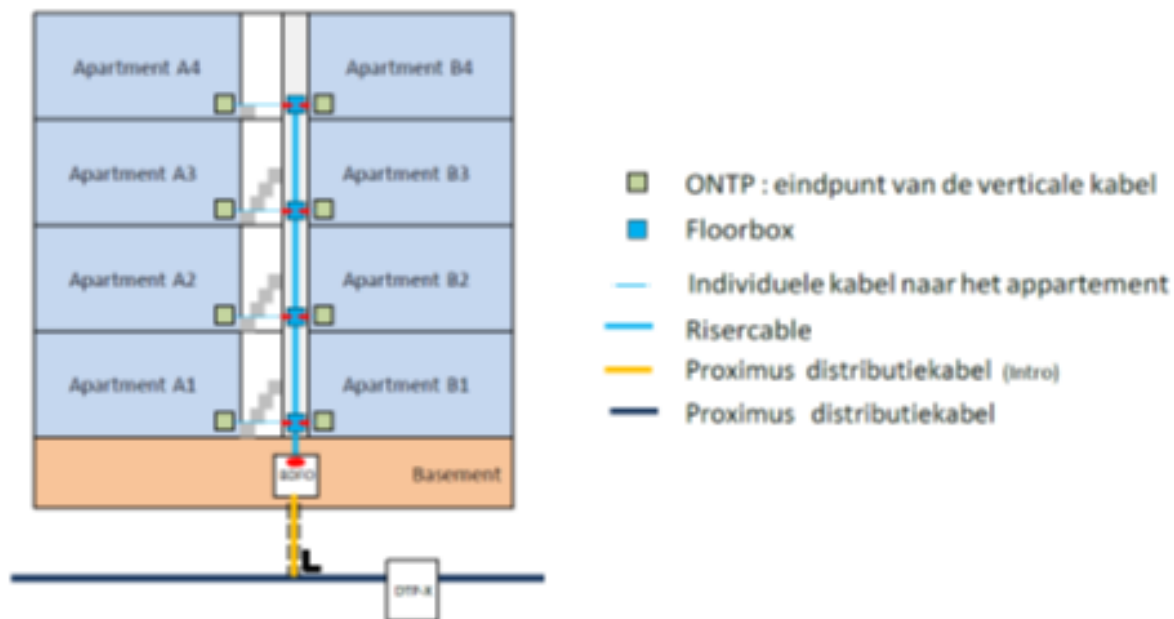 Apartment A4
Apartment B4
Apartment A3
Apartment B3
Apartment A2
Apartment B2
Apartment A1
Apartment B1
Basement
DTP-X
ONTP : eindpunt van de verticale kabel
Floorbox
Individuele kabel naar het appartement
Risercable
Proximus distributiekabel (Intro)
Proximus distributiekabel